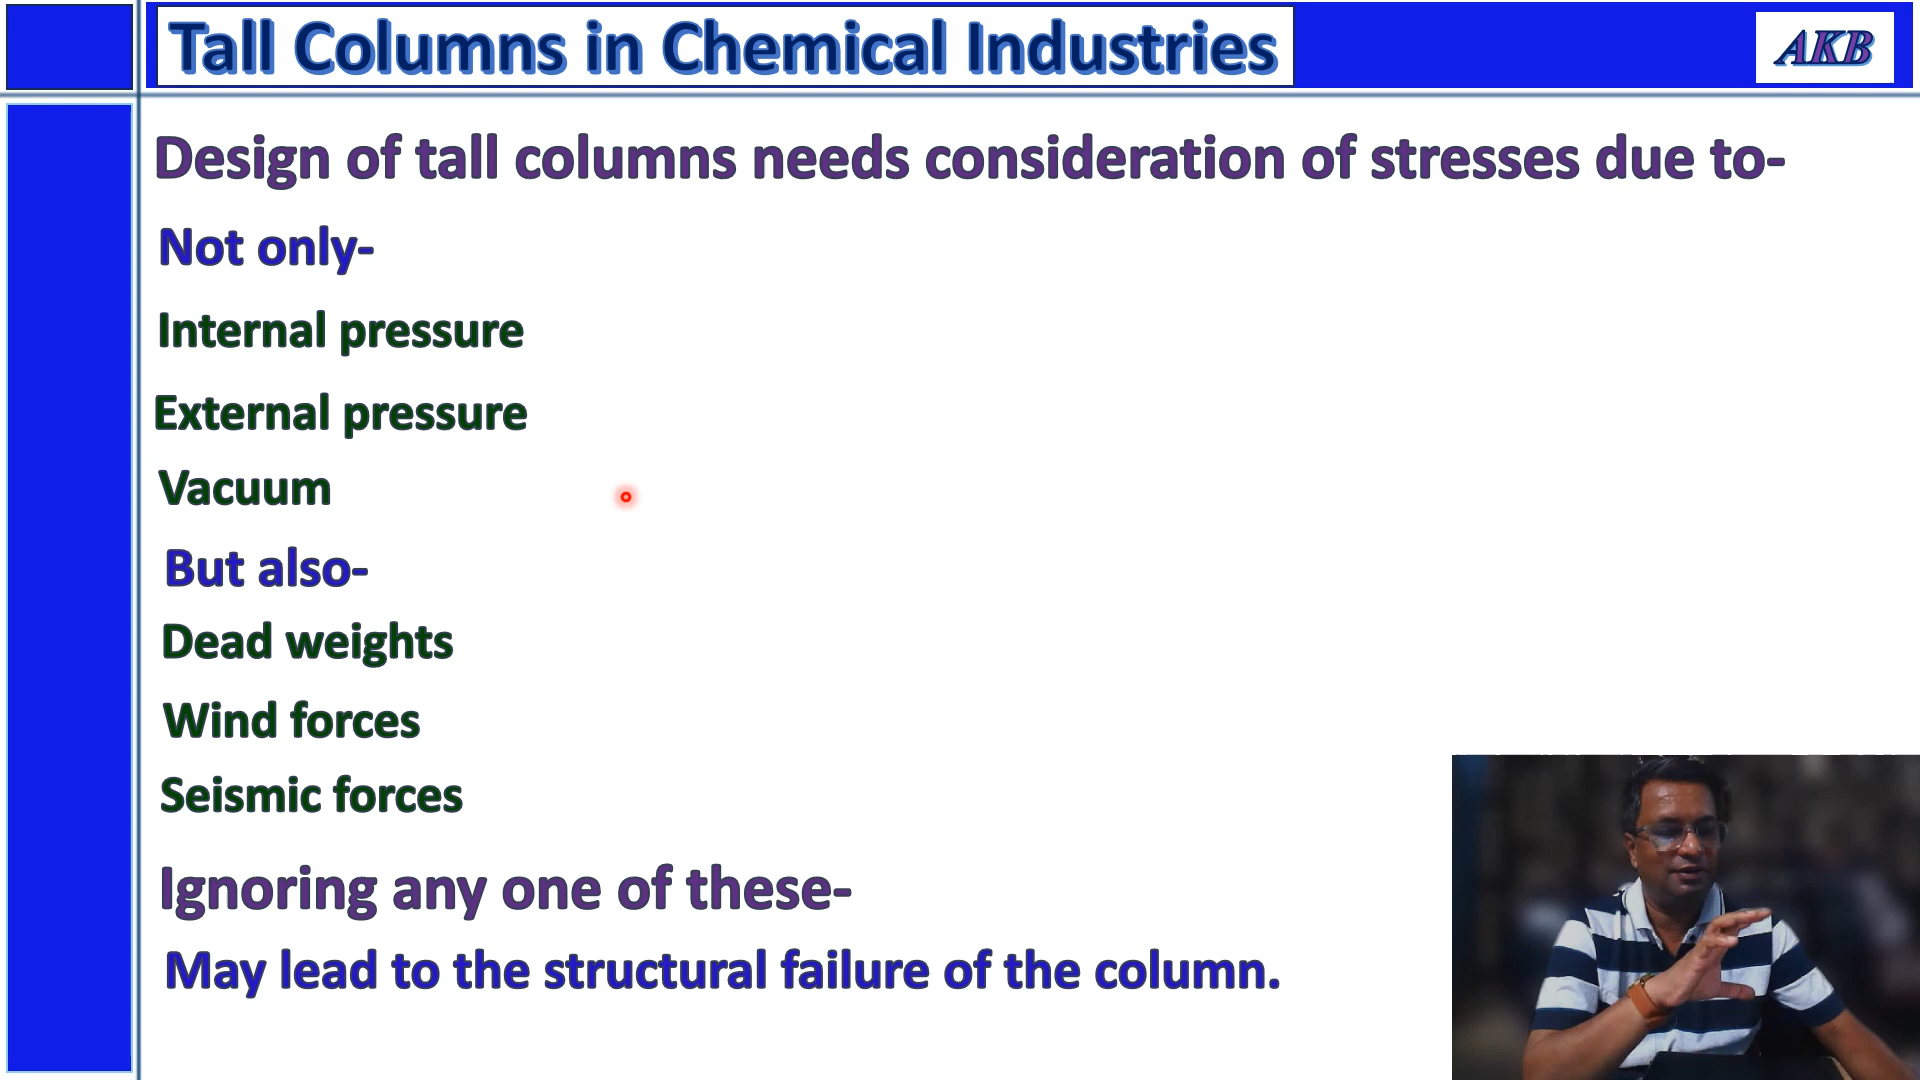 Tall Columns in Chemical Industries
AKB
Design of tall columns needs consideration of stresses due to-
Not only-
Internal pressure
External pressure
Vacuum
But also-
Dead weights
Wind forces
Seismic forces
Ignoring any one of these-
May lead to the structural failure of the column.